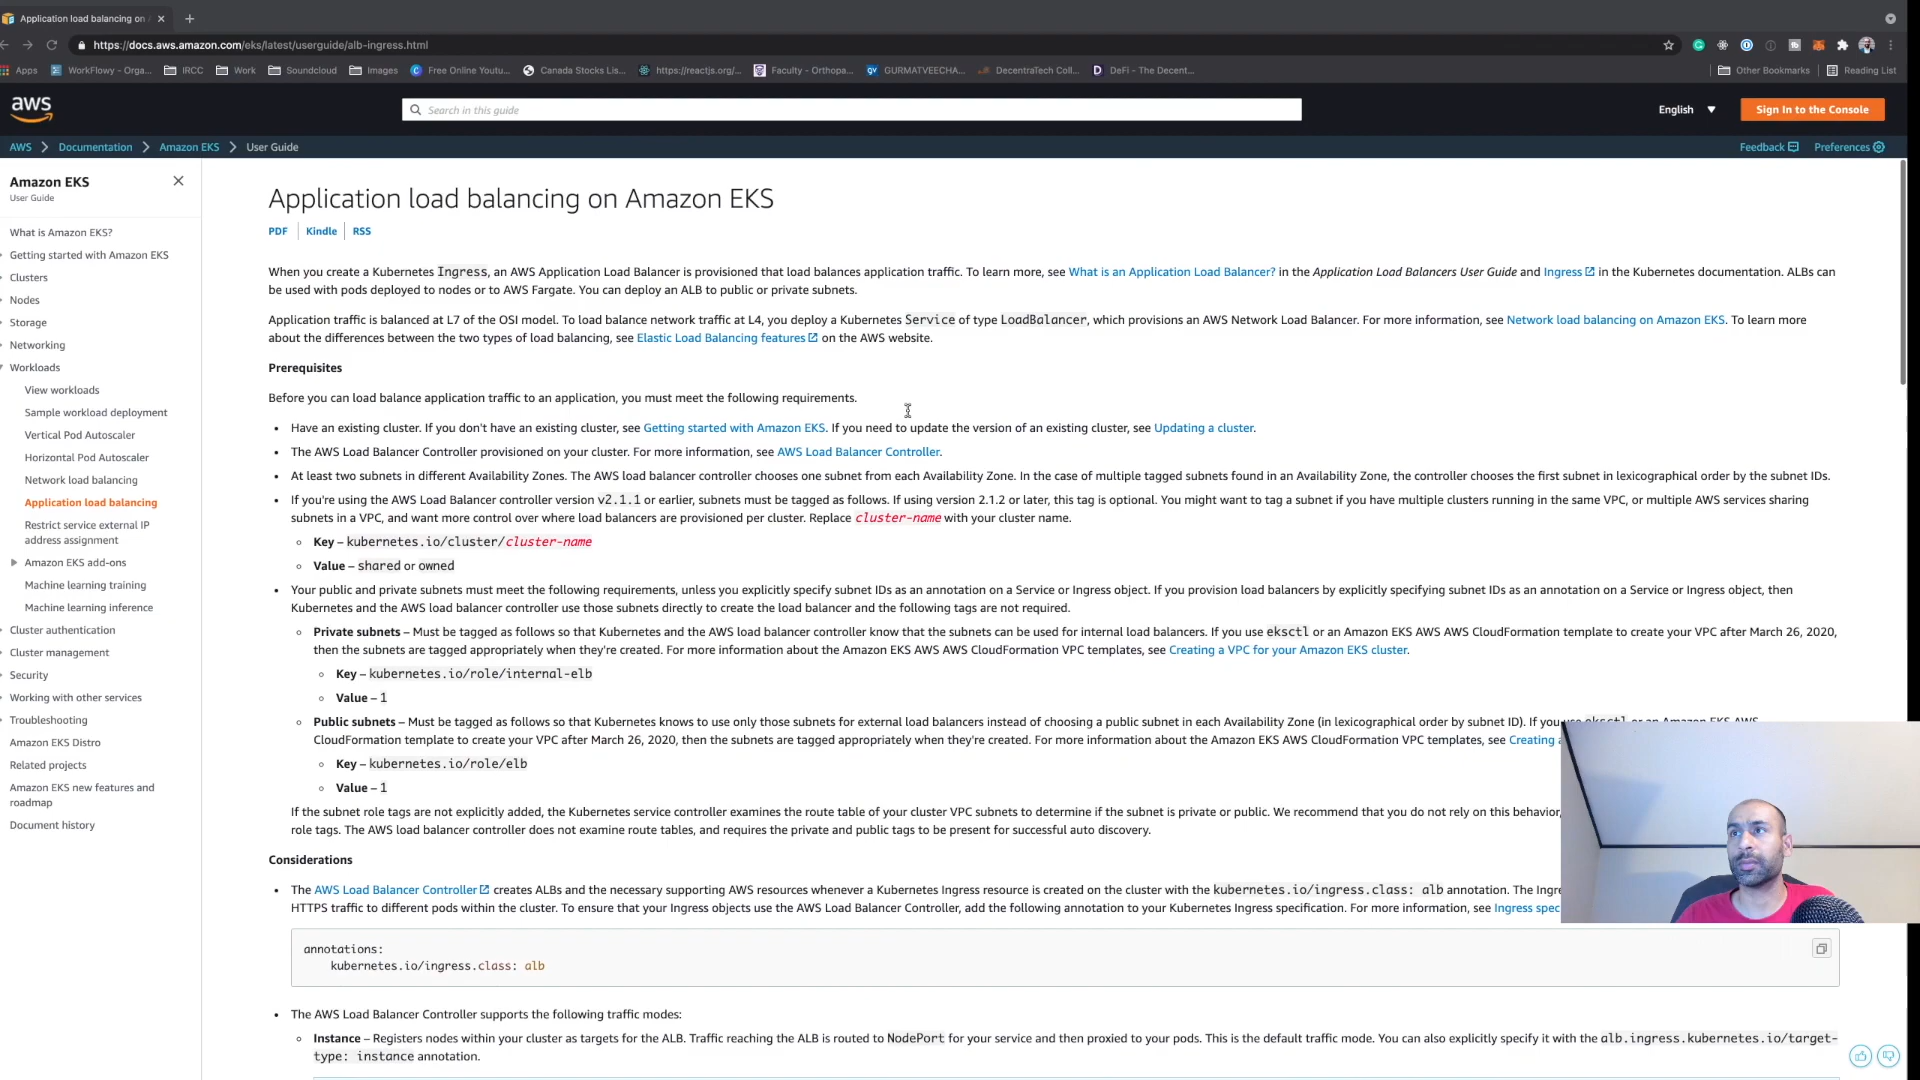 Application load balancing on
https://docs.aws.amazon.com/eks/latest/userguide/alb-ingress.html
Apps
WorkFlowy - Orga...
IRCC
Work
Soundcloud
Images
Free Online Youtu...
Canada Stocks Lis...
https://reactjs.org/...
Faculty - Orthopa...
GURMATVEECHA...
DecentraTech Coll...
DeFi - The Decent...
Other Bookmarks
Reading List
aws
Search in this guide
English
Sign In to the Console
AWS > Documentation > Amazon EKS > User Guide
Feedback
Preferences
Amazon EKS
User Guide
What is Amazon EKS?
Getting started with Amazon EKS
Clusters
Nodes
Storage
Networking
Workloads
View workloads
Sample workload deployment
Vertical Pod Autoscaler
Horizontal Pod Autoscaler
Network load balancing
Application load balancing
Restrict service external IP
address assignment
Amazon EKS add-ons
Machine learning training
Machine learning inference
Cluster authentication
Cluster management
Security
Working with other services
Troubleshooting
Amazon EKS Distro
Related projects
Amazon EKS new features and
roadmap
Document history
Application load balancing on Amazon EKS
PDF | Kindle | RSS
When you create a Kubernetes Ingress, an AWS Application Load Balancer is provisioned that load balances application traffic. To learn more, see What is an Application Load Balancer? in the Application Load Balancers User Guide and Ingress in the Kubernetes documentation. ALBs can
be used with pods deployed to nodes or to AWS Fargate. You can deploy an ALB to public or private subnets.
Application traffic is balanced at L7 of the OSI model. To load balance network traffic at L4, you deploy a Kubernetes Service of type LoadBalancer, which provisions an AWS Network Load Balancer. For more information, see Network load balancing on Amazon EKS. To learn more
about the differences between the two types of load balancing, see Elastic Load Balancing features on the AWS website.
Prerequisites
Before you can load balance application traffic to an application, you must meet the following requirements.
• Have an existing cluster. If you don't have an existing cluster, see Getting started with Amazon EKS. If you need to update the version of an existing cluster, see Updating a cluster.
• The AWS Load Balancer Controller provisioned on your cluster. For more information, see AWS Load Balancer Controller.
• At least two subnets in different Availability Zones. The AWS load balancer controller chooses one subnet from each Availability Zone. In the case of multiple tagged subnets found in an Availability Zone, the controller chooses the first subnet in lexicographical order by the subnet IDs.
• If you're using the AWS Load Balancer controller version v2.1.1 or earlier, subnets must be tagged as follows. If using version 2.1.2 or later, this tag is optional. You might want to tag a subnet if you have multiple clusters running in the same VPC, or multiple AWS services sharing
subnets in a VPC, and want more control over where load balancers are provisioned per cluster. Replace cluster-name with your cluster name.
◦ Key – kubernetes.io/cluster/cluster-name
◦ Value – shared or owned
• Your public and private subnets must meet the following requirements, unless you explicitly specify subnet IDs as an annotation on a Service or Ingress object. If you provision load balancers by explicitly specifying subnet IDs as an annotation on a Service or Ingress object, then
Kubernetes and the AWS load balancer controller use those subnets directly to create the load balancer and the following tags are not required.
◦ Private subnets – Must be tagged as follows so that Kubernetes and the AWS load balancer controller know that the subnets can be used for internal load balancers. If you use eksctl or an Amazon EKS AWS AWS CloudFormation template to create your VPC after March 26, 2020,
then the subnets are tagged appropriately when they're created. For more information about the Amazon EKS AWS AWS CloudFormation VPC templates, see Creating a VPC for your Amazon EKS cluster.
◦ Key – kubernetes.io/role/internal-elb
◦ Value – 1
◦ Public subnets – Must be tagged as follows so that Kubernetes knows to use only those subnets for external load balancers instead of choosing a public subnet in each Availability Zone (in lexicographical order by subnet ID). If you use eksctl or an Amazon EKS AWS
CloudFormation template to create your VPC after March 26, 2020, then the subnets are tagged appropriately when they're created. For more information about the Amazon EKS AWS CloudFormation VPC templates, see Creating a
◦ Key – kubernetes.io/role/elb
◦ Value – 1
If the subnet role tags are not explicitly added, the Kubernetes service controller examines the route table of your cluster VPC subnets to determine if the subnet is private or public. We recommend that you do not rely on this behavior,
role tags. The AWS load balancer controller does not examine route tables, and requires the private and public tags to be present for successful auto discovery.
Considerations
• The AWS Load Balancer Controller creates ALBs and the necessary supporting AWS resources whenever a Kubernetes Ingress resource is created on the cluster with the kubernetes.io/ingress.class: alb annotation. The Ingre
HTTPS traffic to different pods within the cluster. To ensure that your Ingress objects use the AWS Load Balancer Controller, add the following annotation to your Kubernetes Ingress specification. For more information, see Ingress spec
annotations:
kubernetes.io/ingress.class: alb
• The AWS Load Balancer Controller supports the following traffic modes:
◦ Instance – Registers nodes within your cluster as targets for the ALB. Traffic reaching the ALB is routed to NodePort for your service and then proxied to your pods. This is the default traffic mode. You can also explicitly specify it with the alb.ingress.kubernetes.io/target-
type: instance annotation.